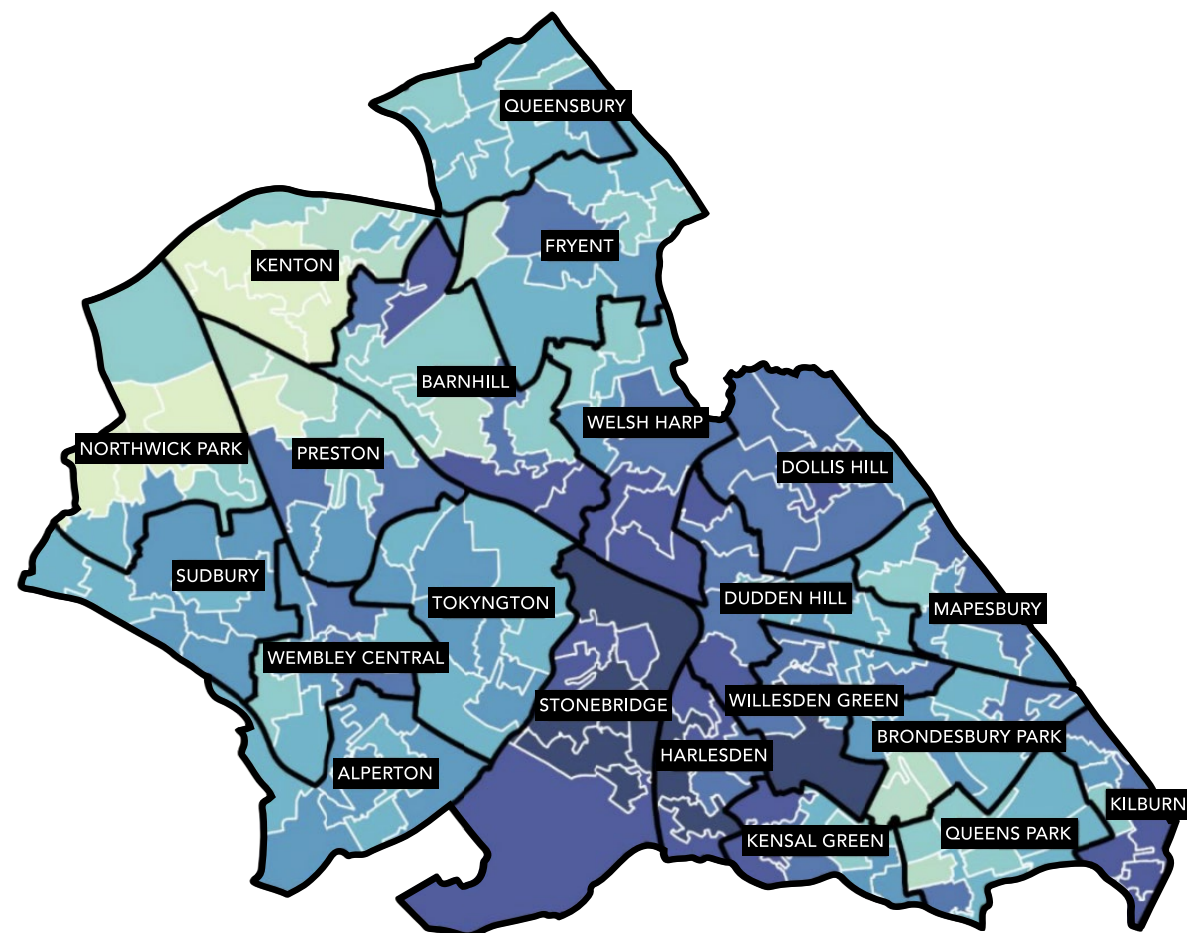 QUEENSBURY
FRYENT
KENTON
BARNHILL
WELSH HARP
NORTHWICK PARK
PRESTON
DOLLIS HILL
SUDBURY
TOKYNGTON
DUDDEN HILL
MAPESBURY
WEMBLEY CENTRAL
STONEBRIDGE
WILLESDEN GREEN
BRONDESBURY PARK
HARLESDEN
ALPERTON
KILBURN
QUEENS PARK
KENSAL GREEN